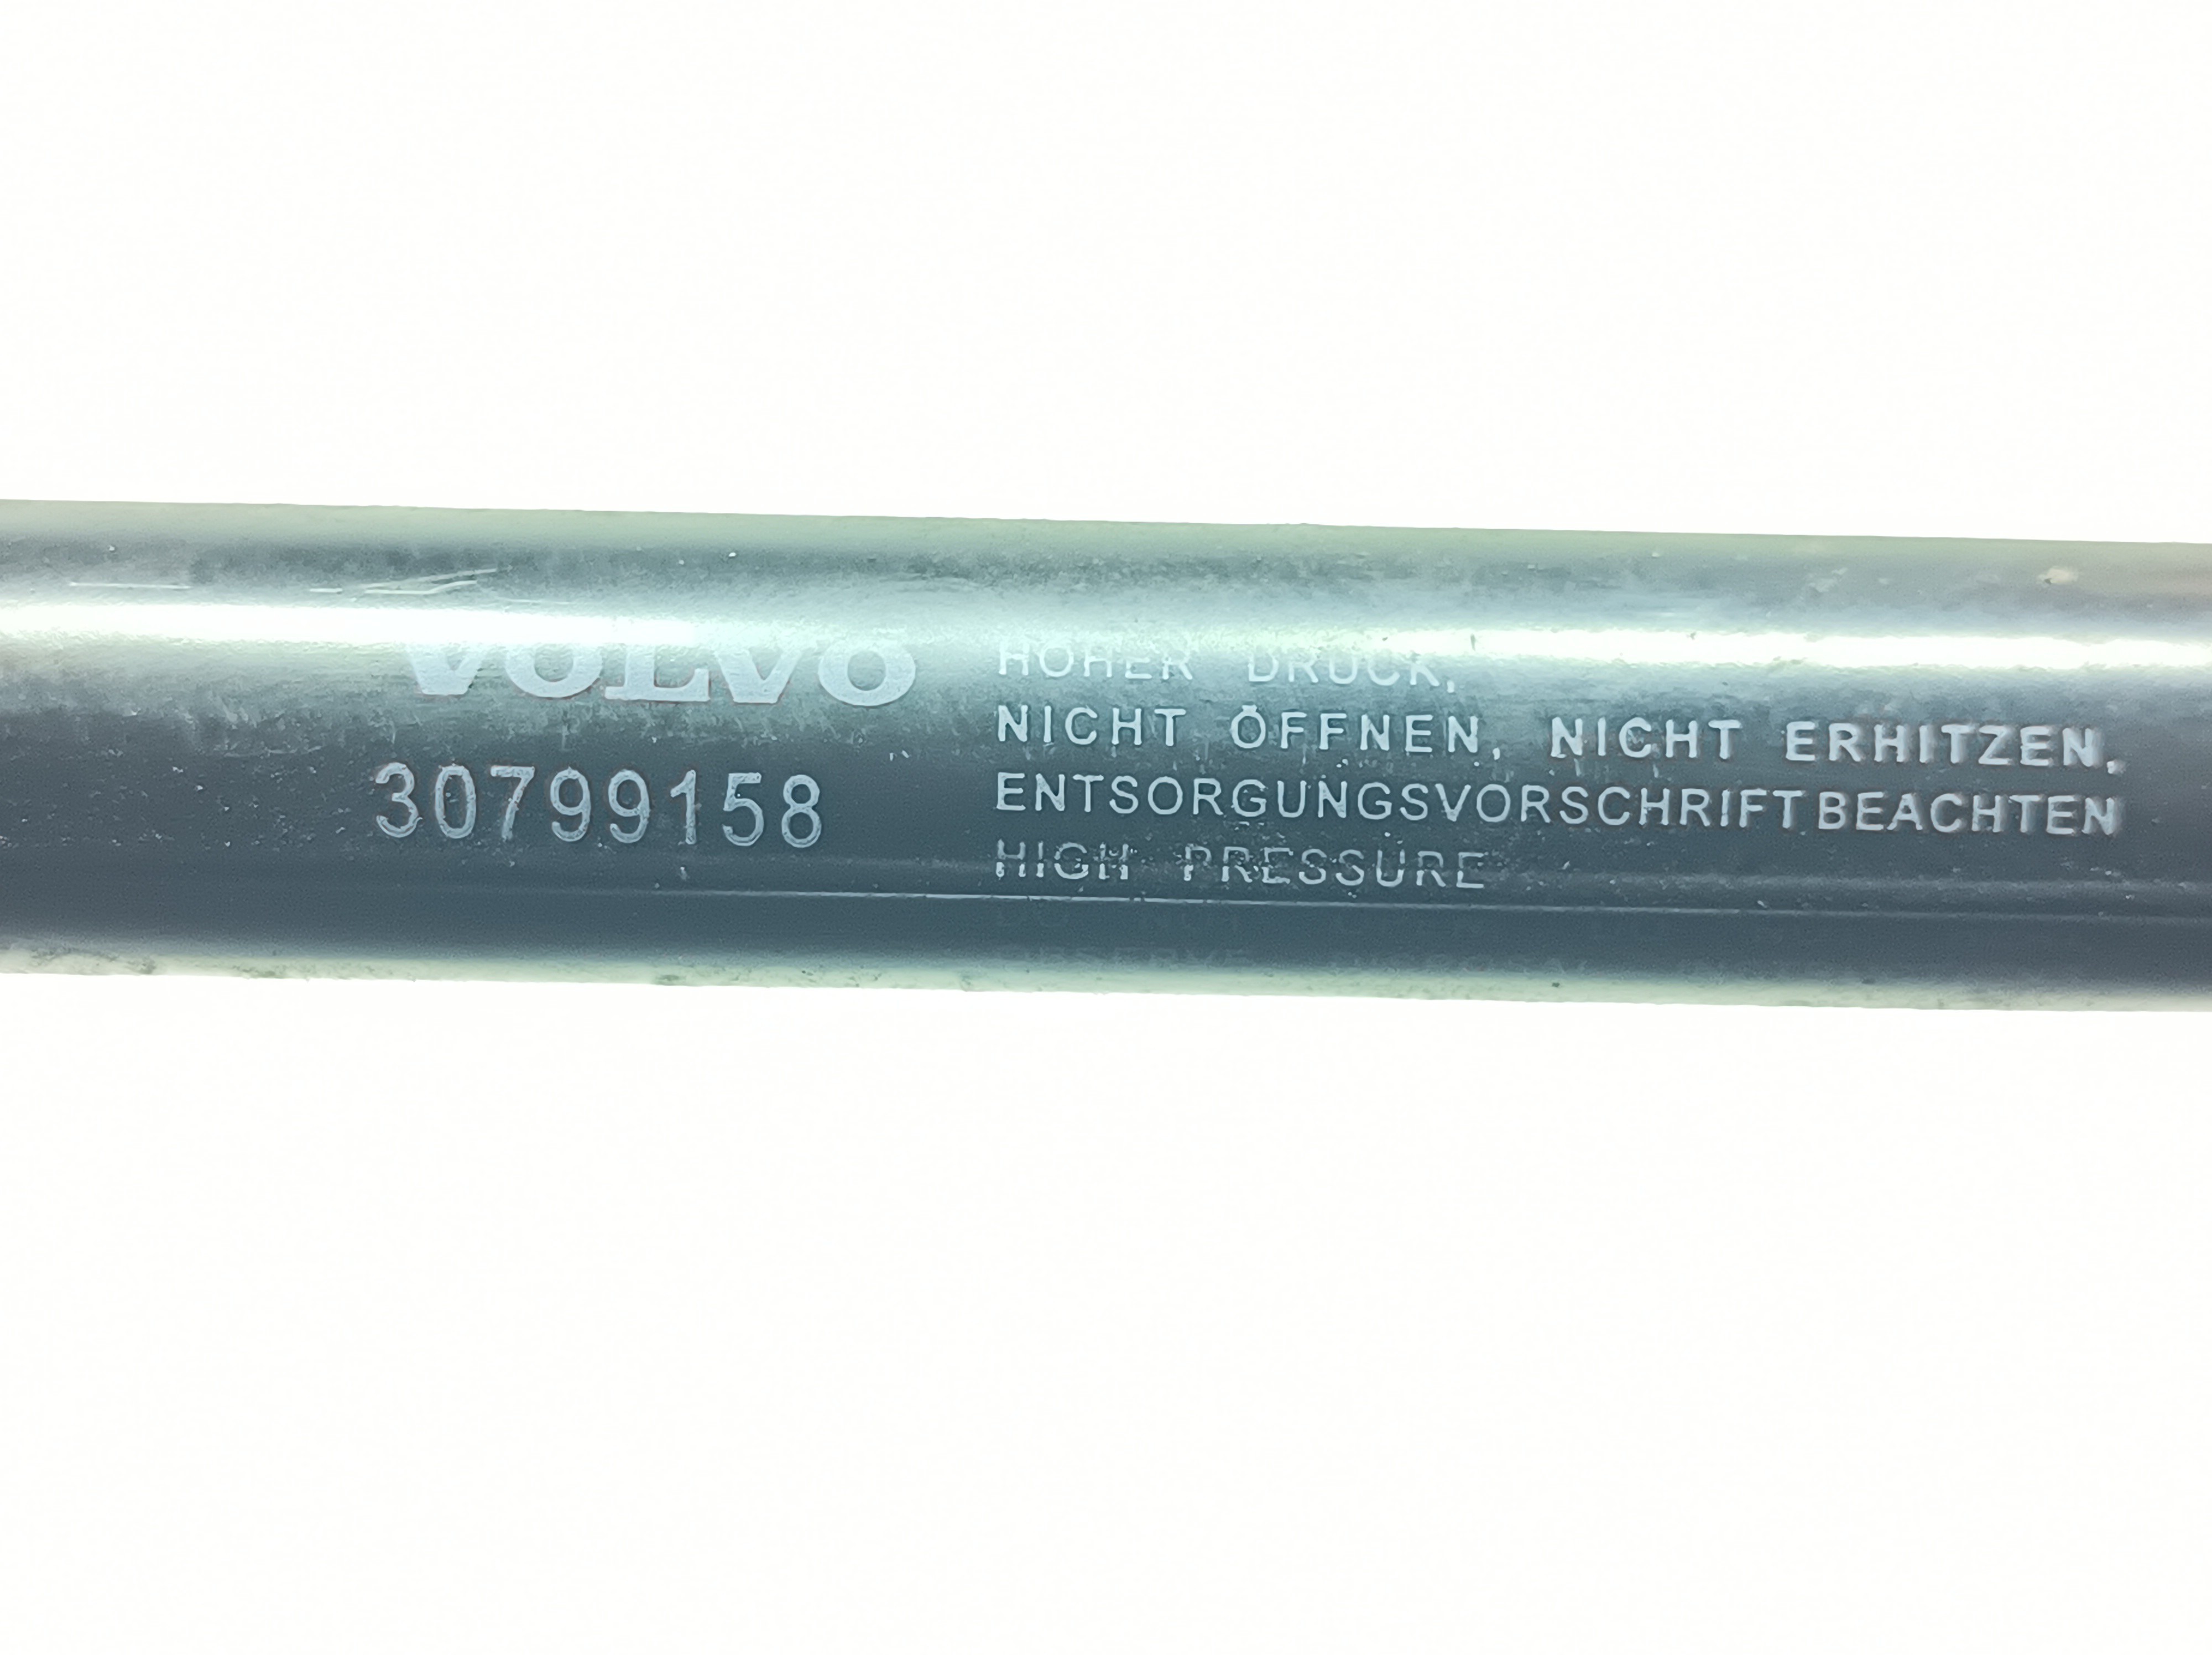 VOLVO
30799158
HOHER DRUCK,
NICHT ÖFFNEN, NICHT ERHITZEN,
ENTSORGUNGSVORSCHRIFT BEACHTEN
HIGH PRESSURE